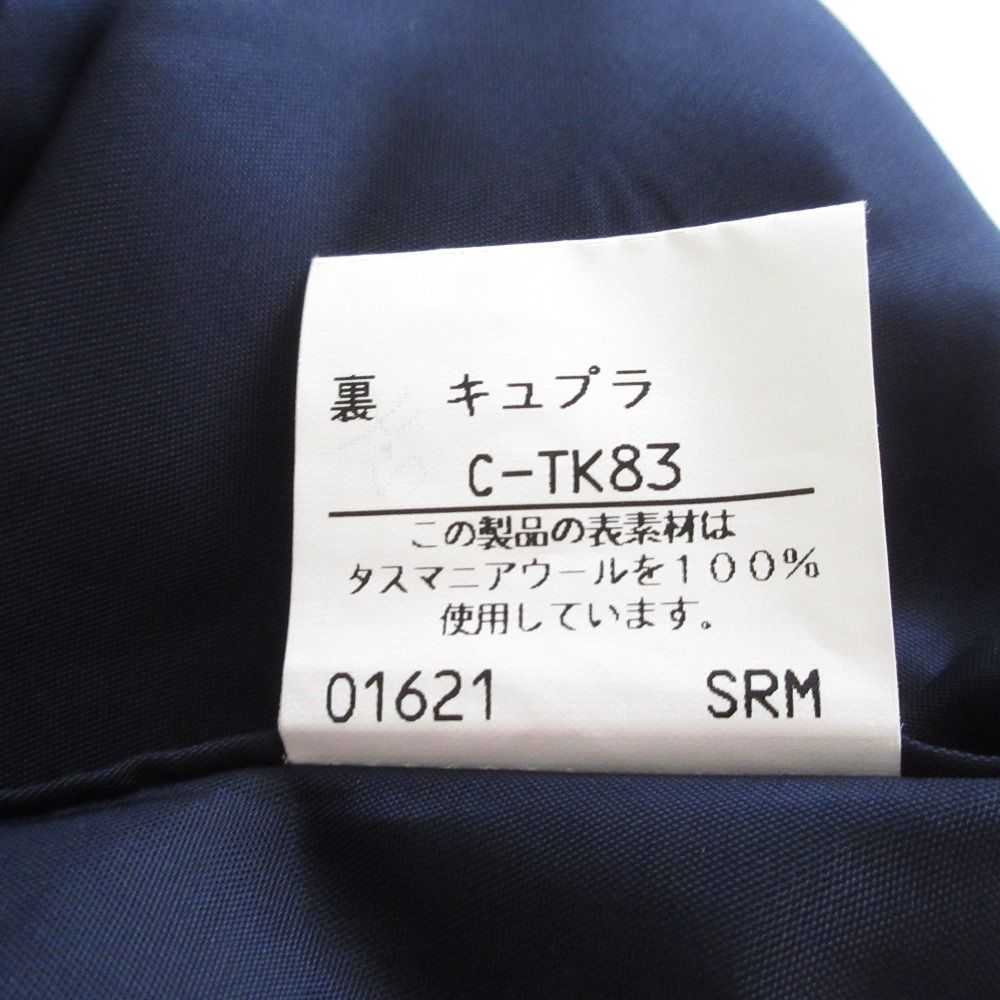 裏　キュプラ
C-TK83
この製品の表素材は
タスマニアウールを１００％
使用しています。
01621 SRM